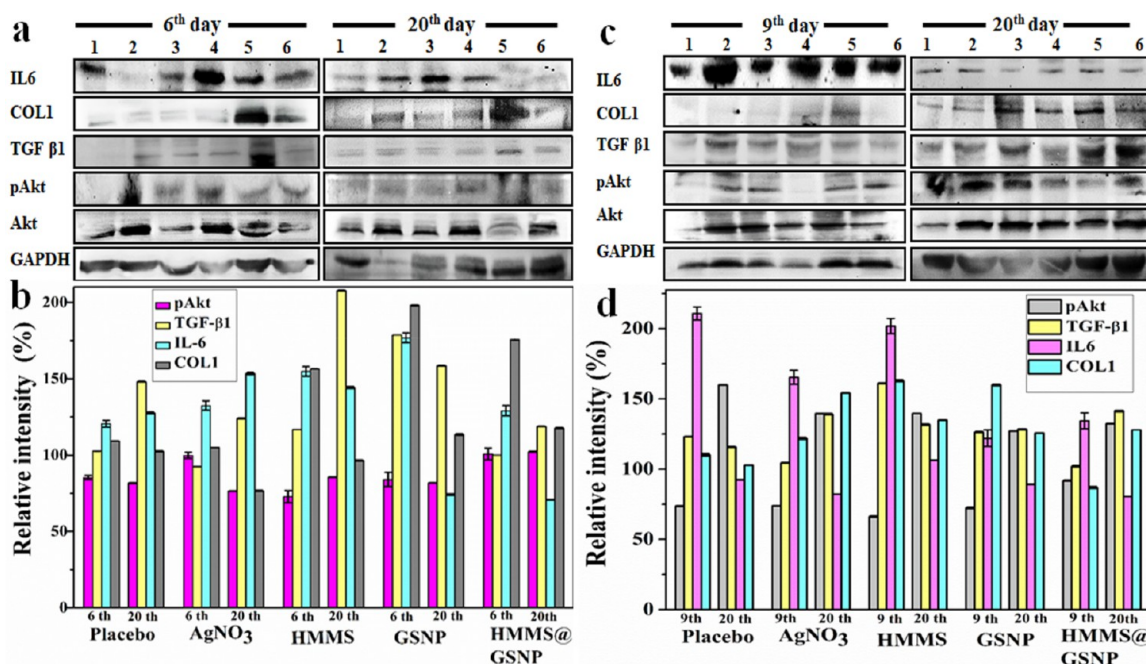 a
6th day
20th day
1 2 3 4 5 6
1 2 3 4 5 6
IL6
COL1
TGF β1
pAkt
Akt
GAPDH
c
9th day
20th day
1 2 3 4 5 6
1 2 3 4 5 6
IL6
COL1
TGF β1
pAkt
Akt
GAPDH
b
Relative intensity (%)
200
150
100
50
0
pAkt
TGF-β1
IL-6
COL1
6 th 20 th 6 th 20 th 6 th 20 th 6 th 20 th 6 th 20th
Placebo AgNO3 HMMS GSNP HMMS@
GSNP
d
Relative intensity (%)
200
150
100
50
0
pAkt
TGF-β1
IL6
COL1
9th 20 th 9th 20 th 9 th 20 th 9 th 20 th 9 th 20th
Placebo AgNO3 HMMS GSNP HMMS@
GSNP